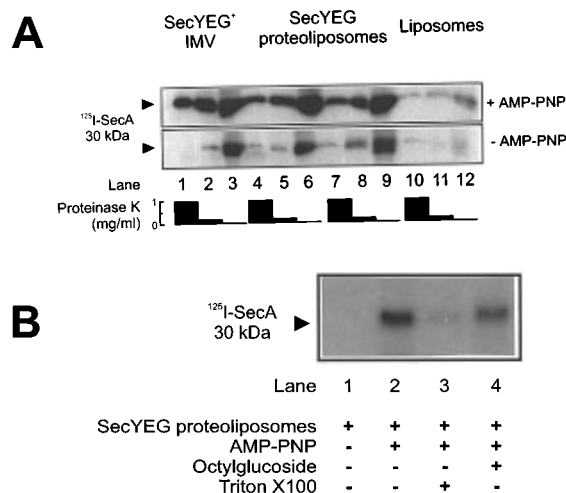 A
SecYEG+ IMV
SecYEG proteoliposomes
Liposomes
125I-SecA
30 kDa
+ AMP-PNP
- AMP-PNP
Lane 1 2 3 4 5 6 7 8 9 10 11 12
Proteinase K (mg/ml) 1 0
B
125I-SecA
30 kDa
Lane 1 2 3 4
SecYEG proteoliposomes + + + +
AMP-PNP - + + +
Octylglucoside - - - +
Triton X100 - - + -